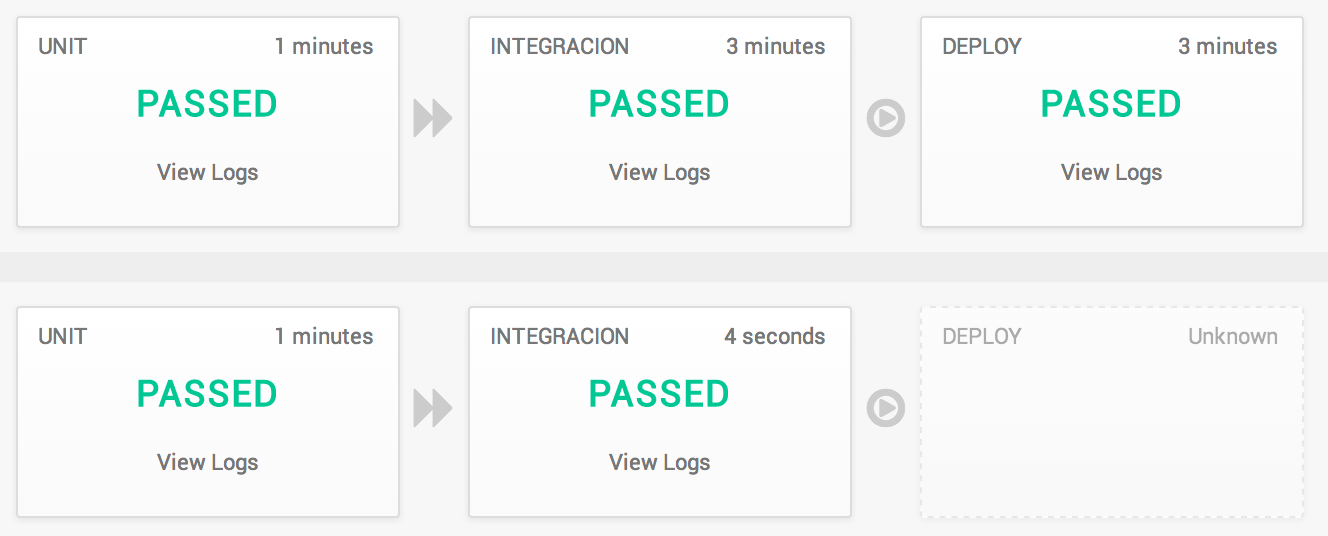 UNIT 1 minutes
PASSED
View Logs
INTEGRACION 3 minutes
PASSED
View Logs
DEPLOY 3 minutes
PASSED
View Logs
UNIT 1 minutes
PASSED
View Logs
INTEGRACION 4 seconds
PASSED
View Logs
DEPLOY Unknown